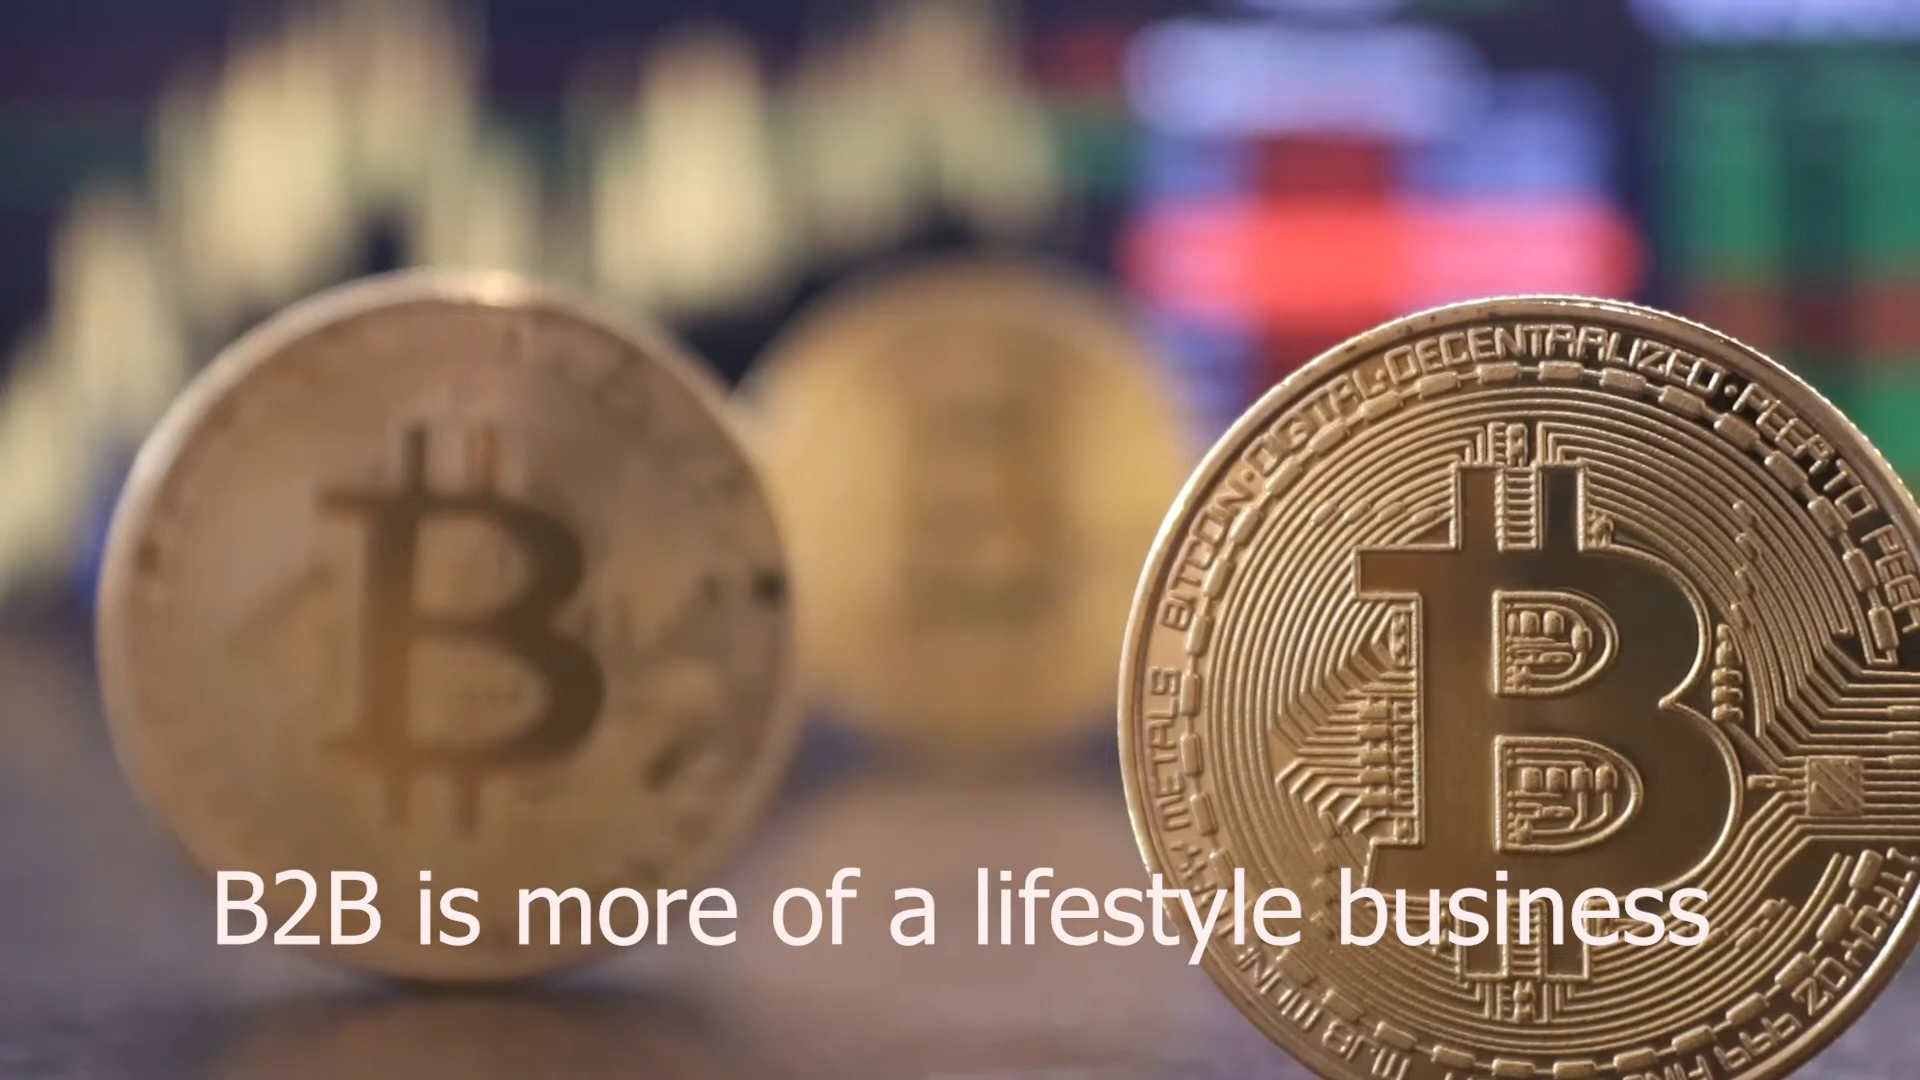 BITCOIN·DIGITAL·DECENTRALIZED·PEER TO PEER
B2B is more of a lifestyle business